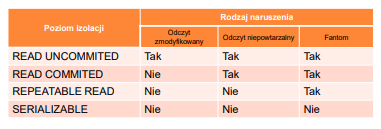 Poziom izolacji
Rodzaj naruszenia
Odczyt zmodyfikowany
Odczyt niepowtarzalny
Fantom
READ UNCOMMITED Tak Tak Tak
READ COMMITED Nie Tak Tak
REPEATABLE READ Nie Nie Tak
SERIALIZABLE Nie Nie Nie